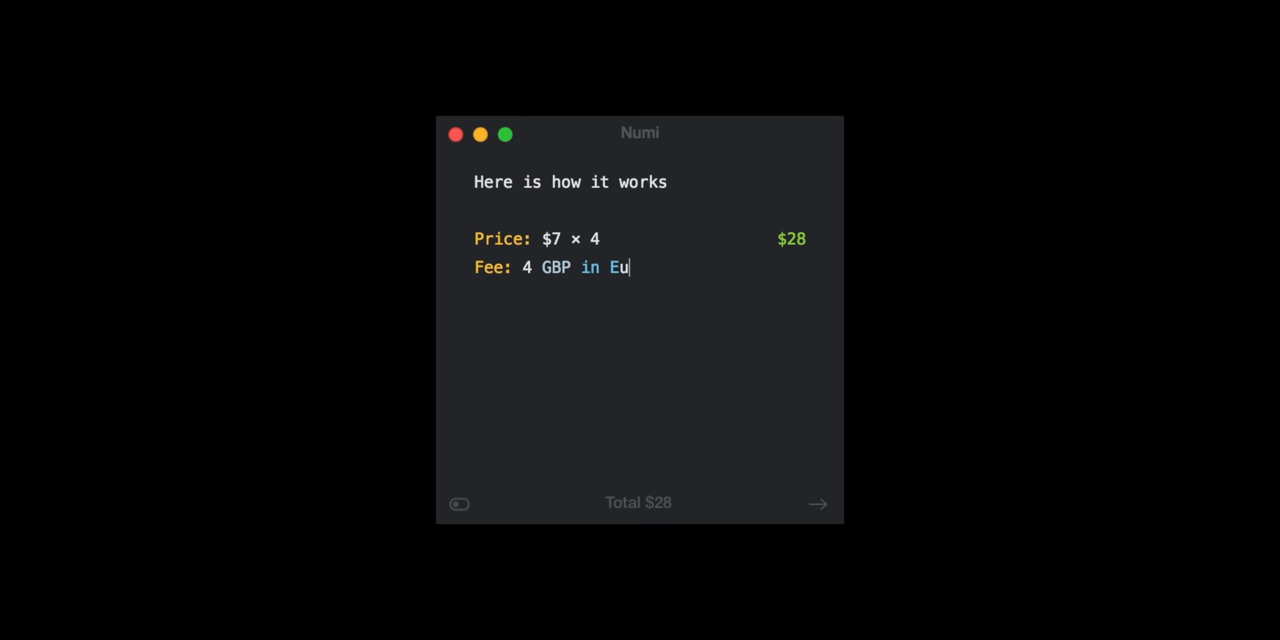 Numi
Here is how it works
Price: $7 × 4 $28
Fee: 4 GBP in Eu
Total $28